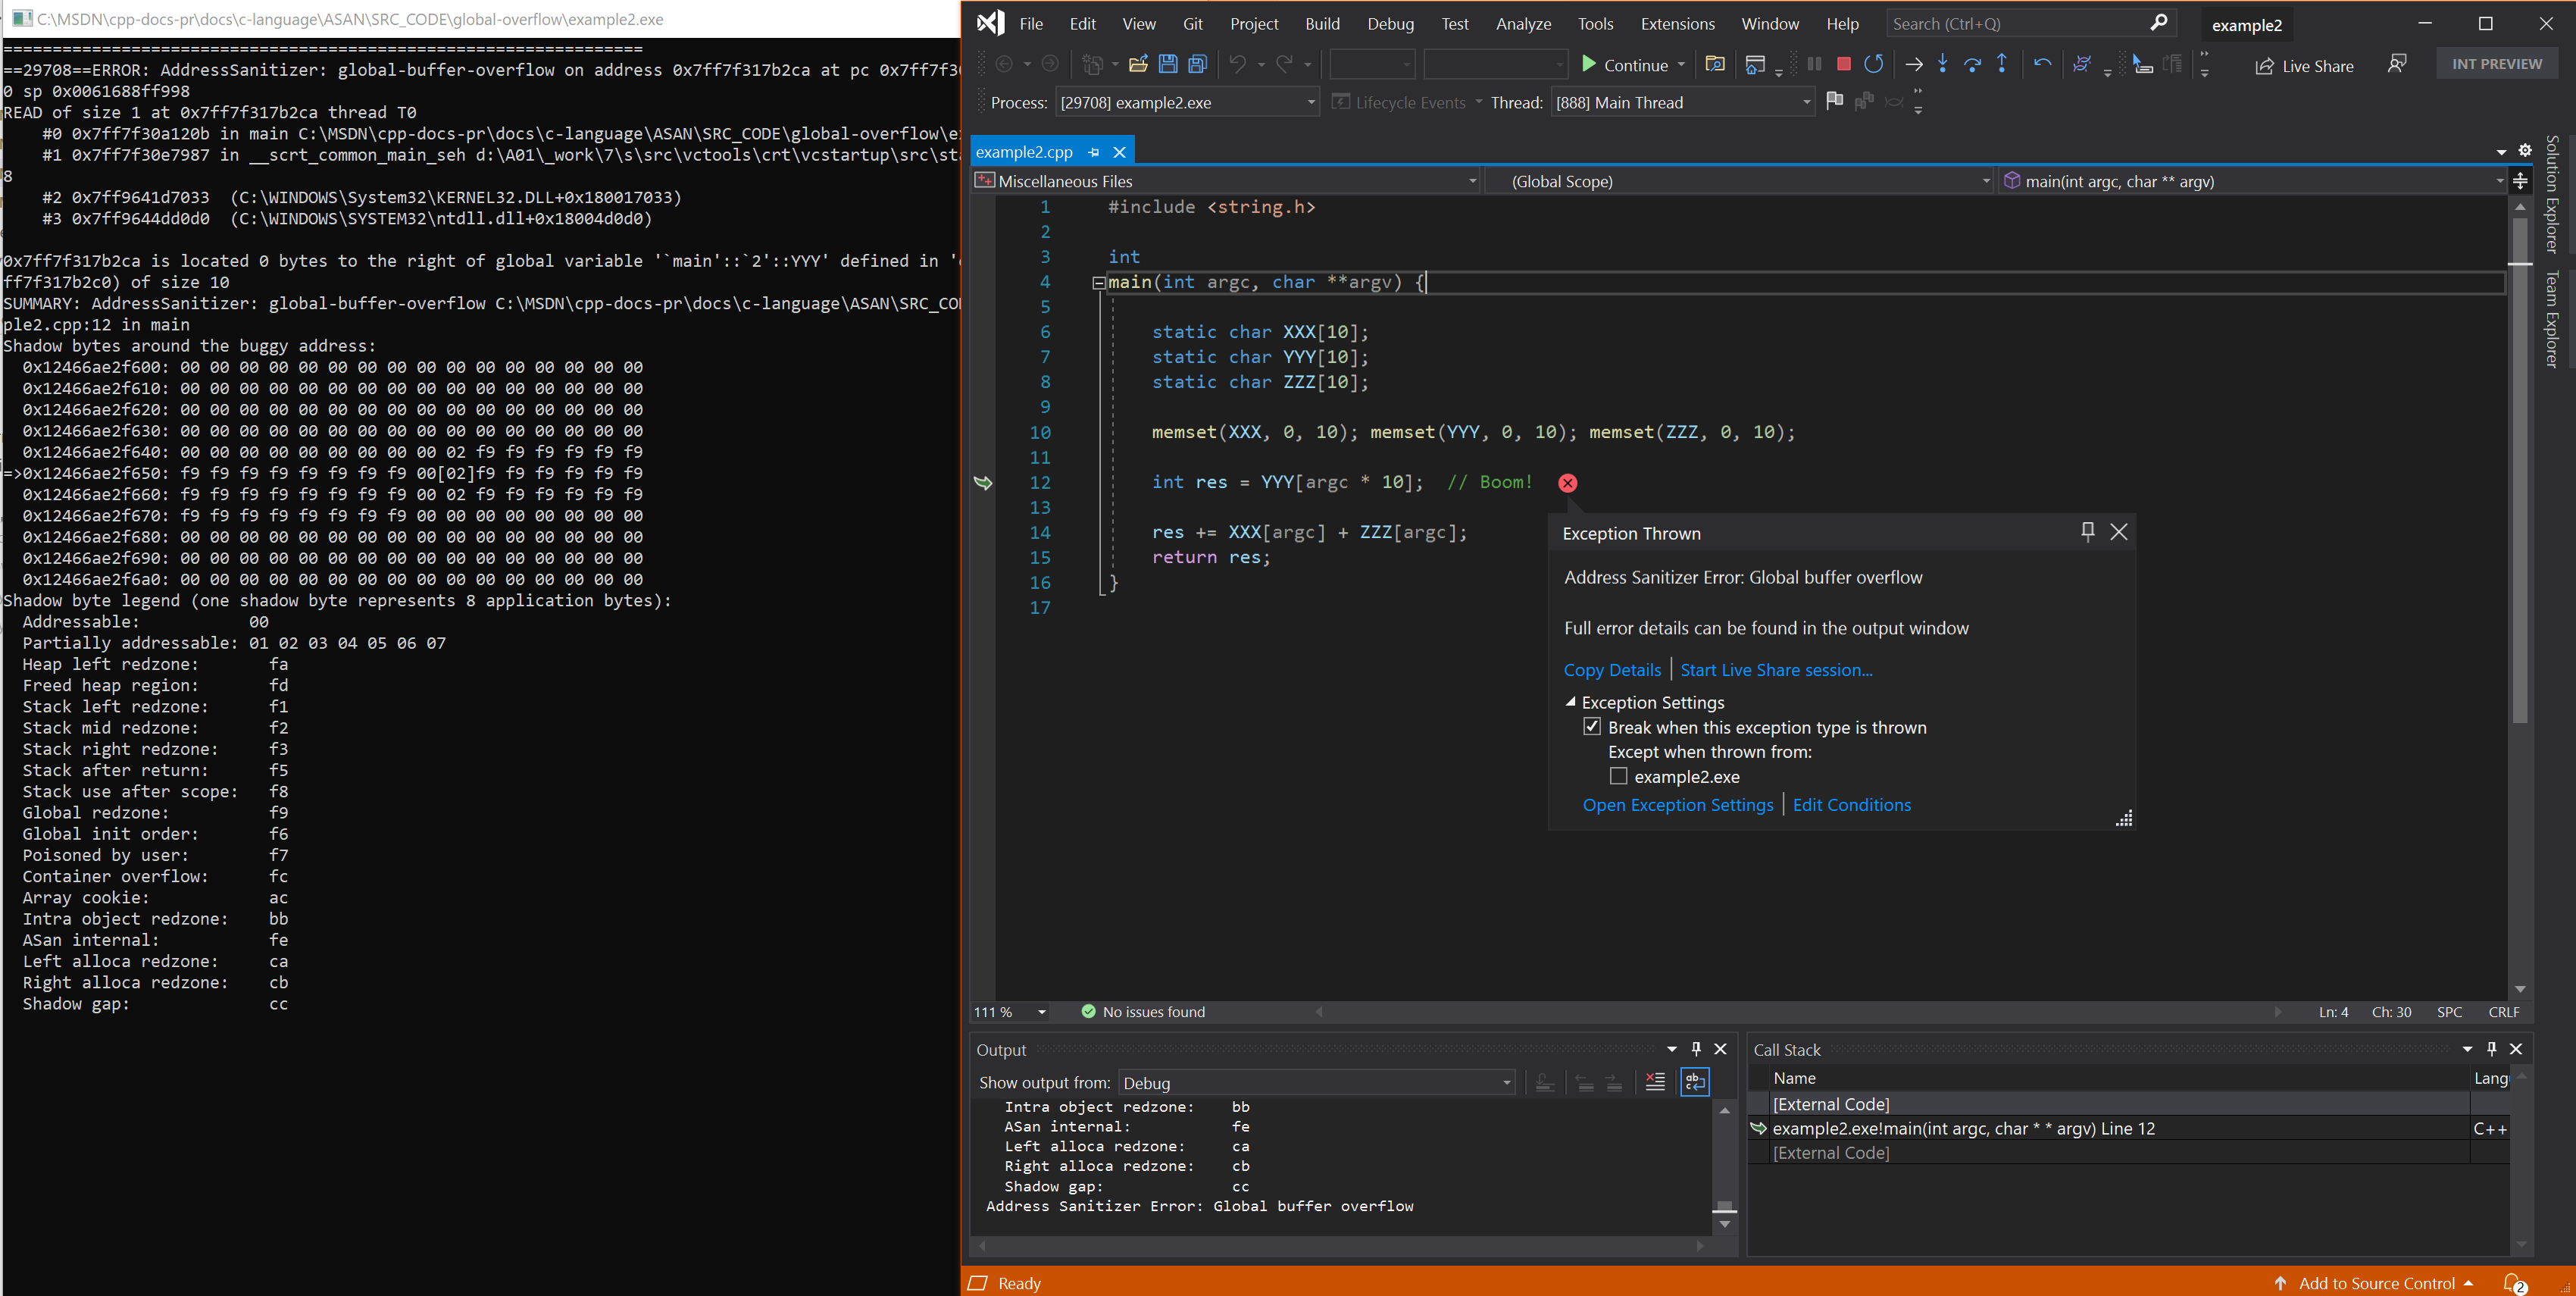 C:\MSDN\cpp-docs-pr\docs\c-language\ASAN\SRC_CODE\global-overflow\example2.exe
=================================================================
==29708==ERROR: AddressSanitizer: global-buffer-overflow on address 0x7ff7f317b2ca at pc 0x7ff7f3
0 sp 0x0061688ff998
READ of size 1 at 0x7ff7f317b2ca thread T0
#0 0x7ff7f30a120b in main C:\MSDN\cpp-docs-pr\docs\c-language\ASAN\SRC_CODE\global-overflow\e
#1 0x7ff7f30e7987 in __scrt_common_main_seh d:\A01\_work\7\s\src\vctools\crt\vcstartup\src\st
8
#2 0x7ff9641d7033  (C:\WINDOWS\System32\KERNEL32.DLL+0x180017033)
#3 0x7ff9644dd0d0  (C:\WINDOWS\SYSTEM32\ntdll.dll+0x18004d0d0)
0x7ff7f317b2ca is located 0 bytes to the right of global variable '`main'::`2'::YYY' defined in '
ff7f317b2c0) of size 10
SUMMARY: AddressSanitizer: global-buffer-overflow C:\MSDN\cpp-docs-pr\docs\c-language\ASAN\SRC_CO
ple2.cpp:12 in main
Shadow bytes around the buggy address:
0x12466ae2f600: 00 00 00 00 00 00 00 00 00 00 00 00 00 00 00 00
0x12466ae2f610: 00 00 00 00 00 00 00 00 00 00 00 00 00 00 00 00
0x12466ae2f620: 00 00 00 00 00 00 00 00 00 00 00 00 00 00 00 00
0x12466ae2f630: 00 00 00 00 00 00 00 00 00 00 00 00 00 00 00 00
0x12466ae2f640: 00 00 00 00 00 00 00 00 00 02 f9 f9 f9 f9 f9 f9
=>0x12466ae2f650: f9 f9 f9 f9 f9 f9 f9 f9 00[02]f9 f9 f9 f9 f9 f9
0x12466ae2f660: f9 f9 f9 f9 f9 f9 f9 f9 00 02 f9 f9 f9 f9 f9 f9
0x12466ae2f670: f9 f9 f9 f9 f9 f9 f9 f9 00 00 00 00 00 00 00 00
0x12466ae2f680: 00 00 00 00 00 00 00 00 00 00 00 00 00 00 00 00
0x12466ae2f690: 00 00 00 00 00 00 00 00 00 00 00 00 00 00 00 00
0x12466ae2f6a0: 00 00 00 00 00 00 00 00 00 00 00 00 00 00 00 00
Shadow byte legend (one shadow byte represents 8 application bytes):
Addressable: 00
Partially addressable: 01 02 03 04 05 06 07
Heap left redzone: fa
Freed heap region: fd
Stack left redzone: f1
Stack mid redzone: f2
Stack right redzone: f3
Stack after return: f5
Stack use after scope: f8
Global redzone: f9
Global init order: f6
Poisoned by user: f7
Container overflow: fc
Array cookie: ac
Intra object redzone: bb
ASan internal: fe
Left alloca redzone: ca
Right alloca redzone: cb
Shadow gap: cc
File Edit View Git Project Build Debug Test Analyze Tools Extensions Window Help Search (Ctrl+Q) example2
Continue Live Share INT PREVIEW
Process: [29708] example2.exe Lifecycle Events Thread: [888] Main Thread
example2.cpp
Miscellaneous Files (Global Scope) main(int argc, char ** argv)
Solution Explorer
Team Explorer
1 #include <string.h>
2
3 int
4 main(int argc, char **argv) {
5
6 static char XXX[10];
7 static char YYY[10];
8 static char ZZZ[10];
9
10 memset(XXX, 0, 10); memset(YYY, 0, 10); memset(ZZZ, 0, 10);
11
12 int res = YYY[argc * 10];  // Boom!
13
14 res += XXX[argc] + ZZZ[argc];
15 return res;
16 }
17
Exception Thrown
Address Sanitizer Error: Global buffer overflow
Full error details can be found in the output window
Copy Details | Start Live Share session...
Exception Settings
Break when this exception type is thrown
Except when thrown from:
example2.exe
Open Exception Settings | Edit Conditions
111 % No issues found Ln: 4 Ch: 30 SPC CRLF
Output
Show output from: Debug
Intra object redzone: bb
ASan internal: fe
Left alloca redzone: ca
Right alloca redzone: cb
Shadow gap: cc
Address Sanitizer Error: Global buffer overflow
Call Stack
Name Lang
[External Code]
example2.exe!main(int argc, char * * argv) Line 12 C++
[External Code]
Ready Add to Source Control 2